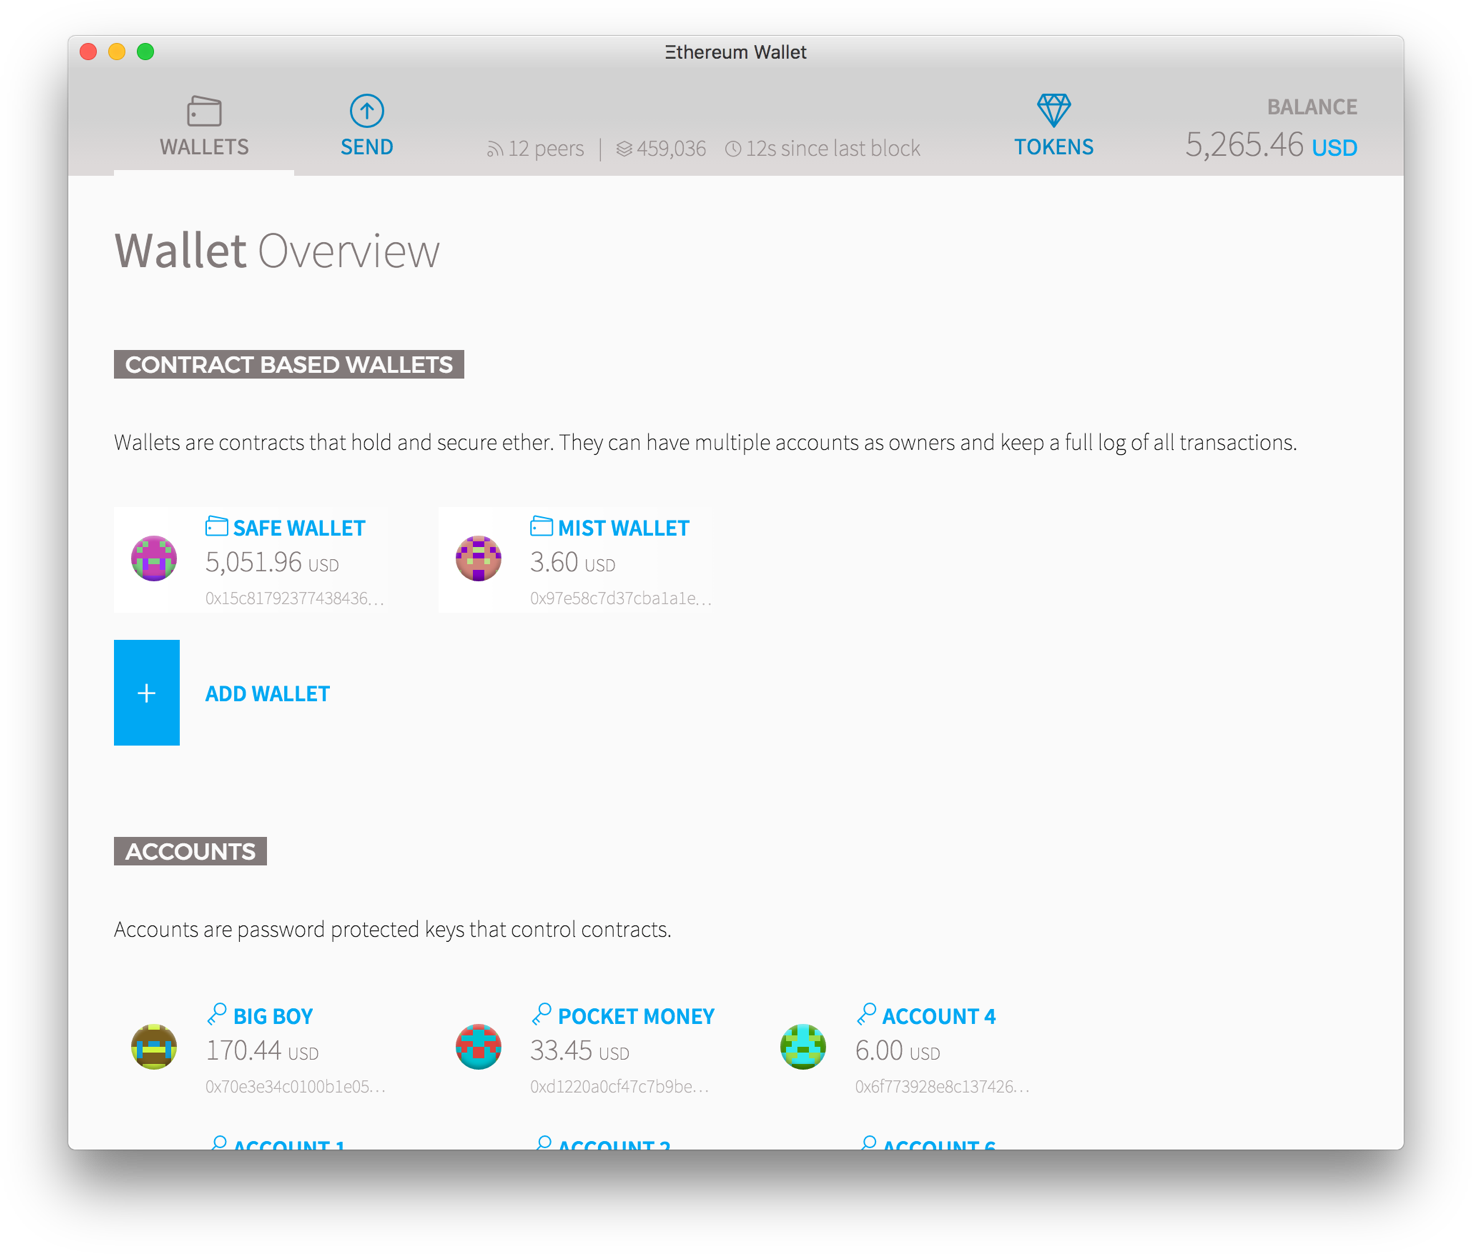 Ξthereum Wallet
WALLETS
SEND
12 peers | 459,036 12s since last block
TOKENS
BALANCE
5,265.46 USD
Wallet Overview
CONTRACT BASED WALLETS
Wallets are contracts that hold and secure ether. They can have multiple accounts as owners and keep a full log of all transactions.
SAFE WALLET
5,051.96 USD
0x15c81792377438436...
MIST WALLET
3.60 USD
0x97e58c7d37cba1a1e...
+ ADD WALLET
ACCOUNTS
Accounts are password protected keys that control contracts.
BIG BOY
170.44 USD
0x70e3e34c0100b1e05...
POCKET MONEY
33.45 USD
0xd1220a0cf47c7b9be...
ACCOUNT 4
6.00 USD
0x6f773928e8c137426...
ACCOUNT 1
ACCOUNT 2
ACCOUNT 6